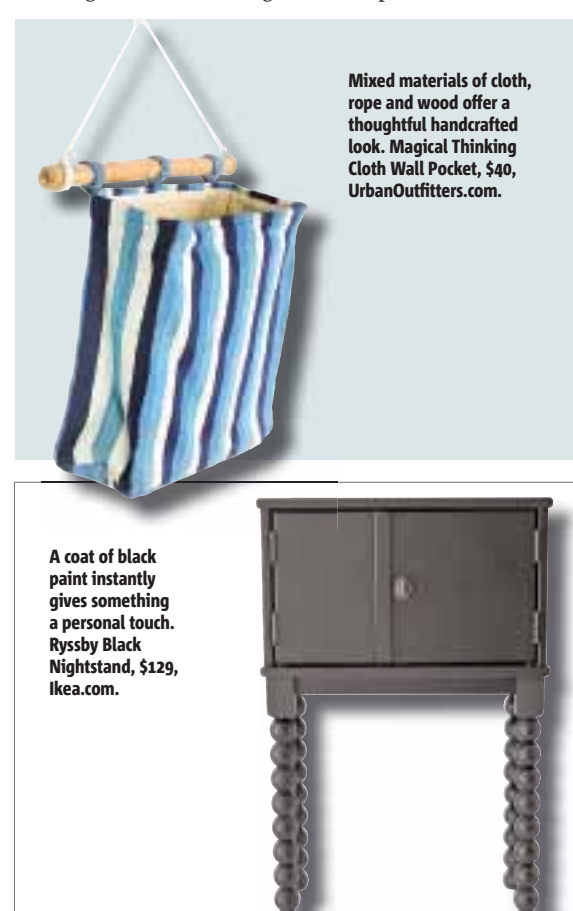 Mixed materials of cloth,
rope and wood offer a
thoughtful handcrafted
look. Magical Thinking
Cloth Wall Pocket, $40,
UrbanOutfitters.com.
A coat of black
paint instantly
gives something
a personal touch.
Ryssby Black
Nightstand, $129,
Ikea.com.